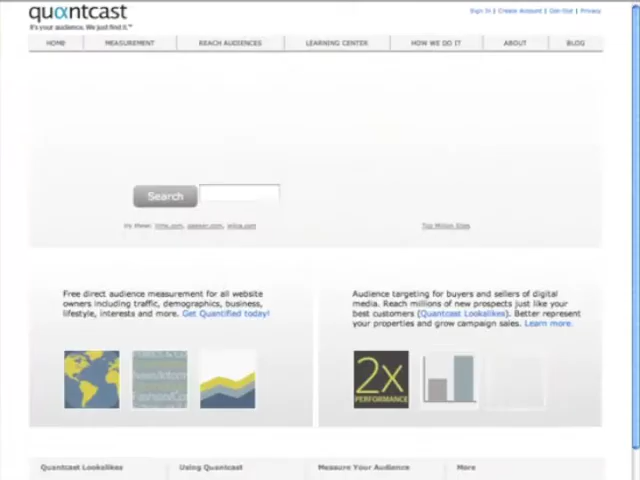 quantcast
It's your audience. We just find it.™
Sign In | Create Account | Opt-Out | Privacy
HOME
MEASUREMENT
REACH AUDIENCES
LEARNING CENTER
HOW WE DO IT
ABOUT
BLOG
Search
Try these:
Top Million Sites
Free direct audience measurement for all website
owners including traffic, demographics, business,
lifestyle, interests and more. Get Quantified today!
Audience targeting for buyers and sellers of digital
media. Reach millions of new prospects just like your
best customers (Quantcast Lookalikes). Better represent
your properties and grow campaign sales. Learn more.
2x
PERFORMANCE
Quantcast Lookalikes
Using Quantcast
Measure Your Audience
More